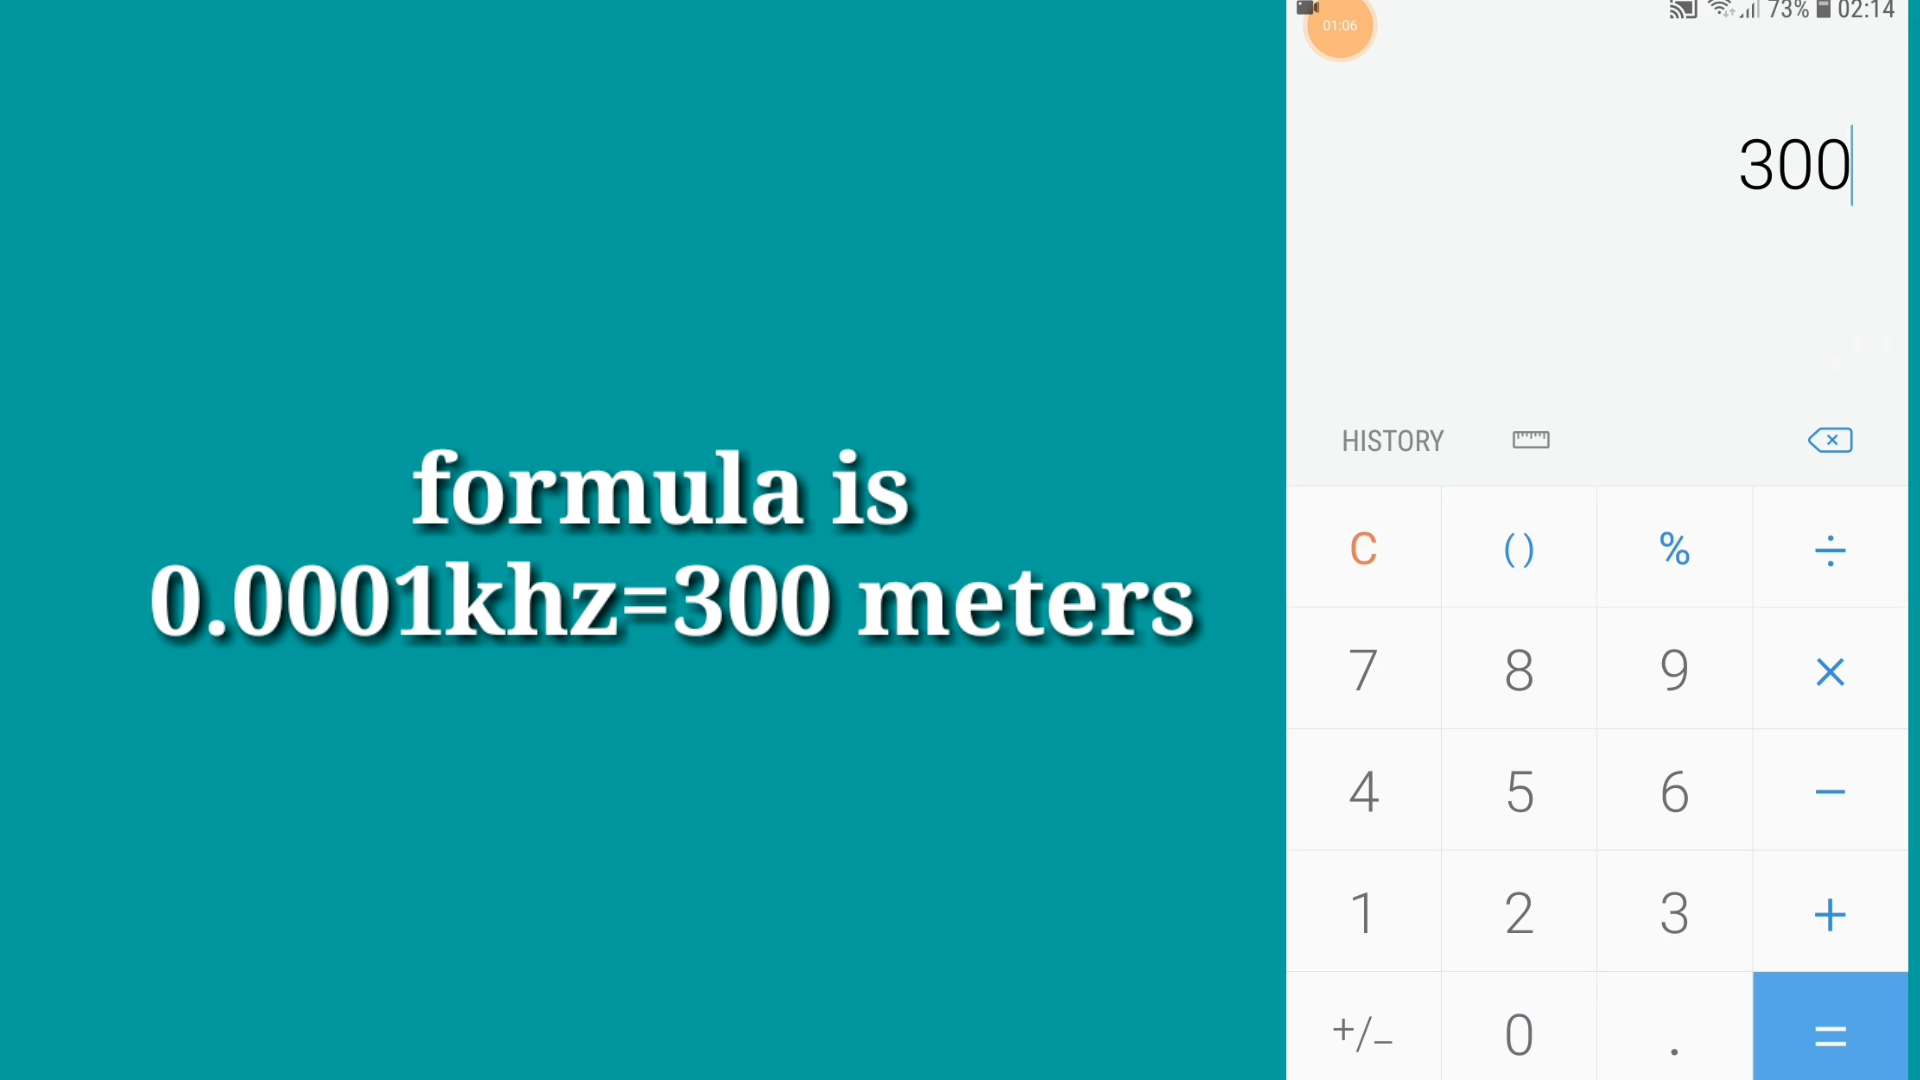 01:06
73% 02:14
300
formula is
0.0001khz=300 meters
HISTORY
C () % ÷
7 8 9 ×
4 5 6 −
1 2 3 +
+/− 0 . =